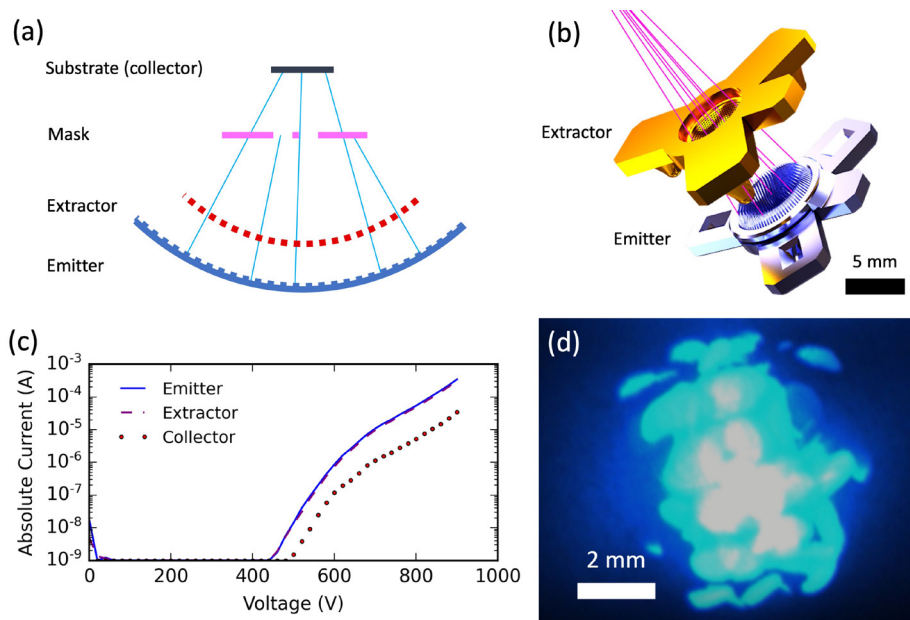 (a)
Substrate (collector)
Mask
Extractor
Emitter
(b)
Extractor
Emitter
5 mm
(c)
10⁻³
10⁻⁴
10⁻⁵
10⁻⁶
10⁻⁷
10⁻⁸
10⁻⁹
Absolute Current (A)
Emitter
Extractor
Collector
0 200 400 600 800 1000
Voltage (V)
(d)
2 mm